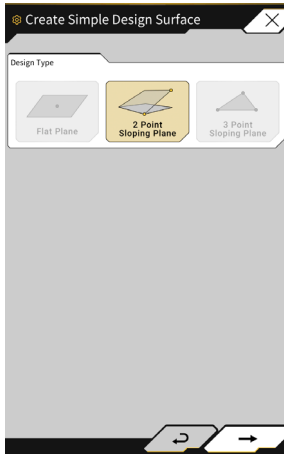 Create Simple Design Surface
Design Type
Flat Plane
2 Point
Sloping Plane
3 Point
Sloping Plane